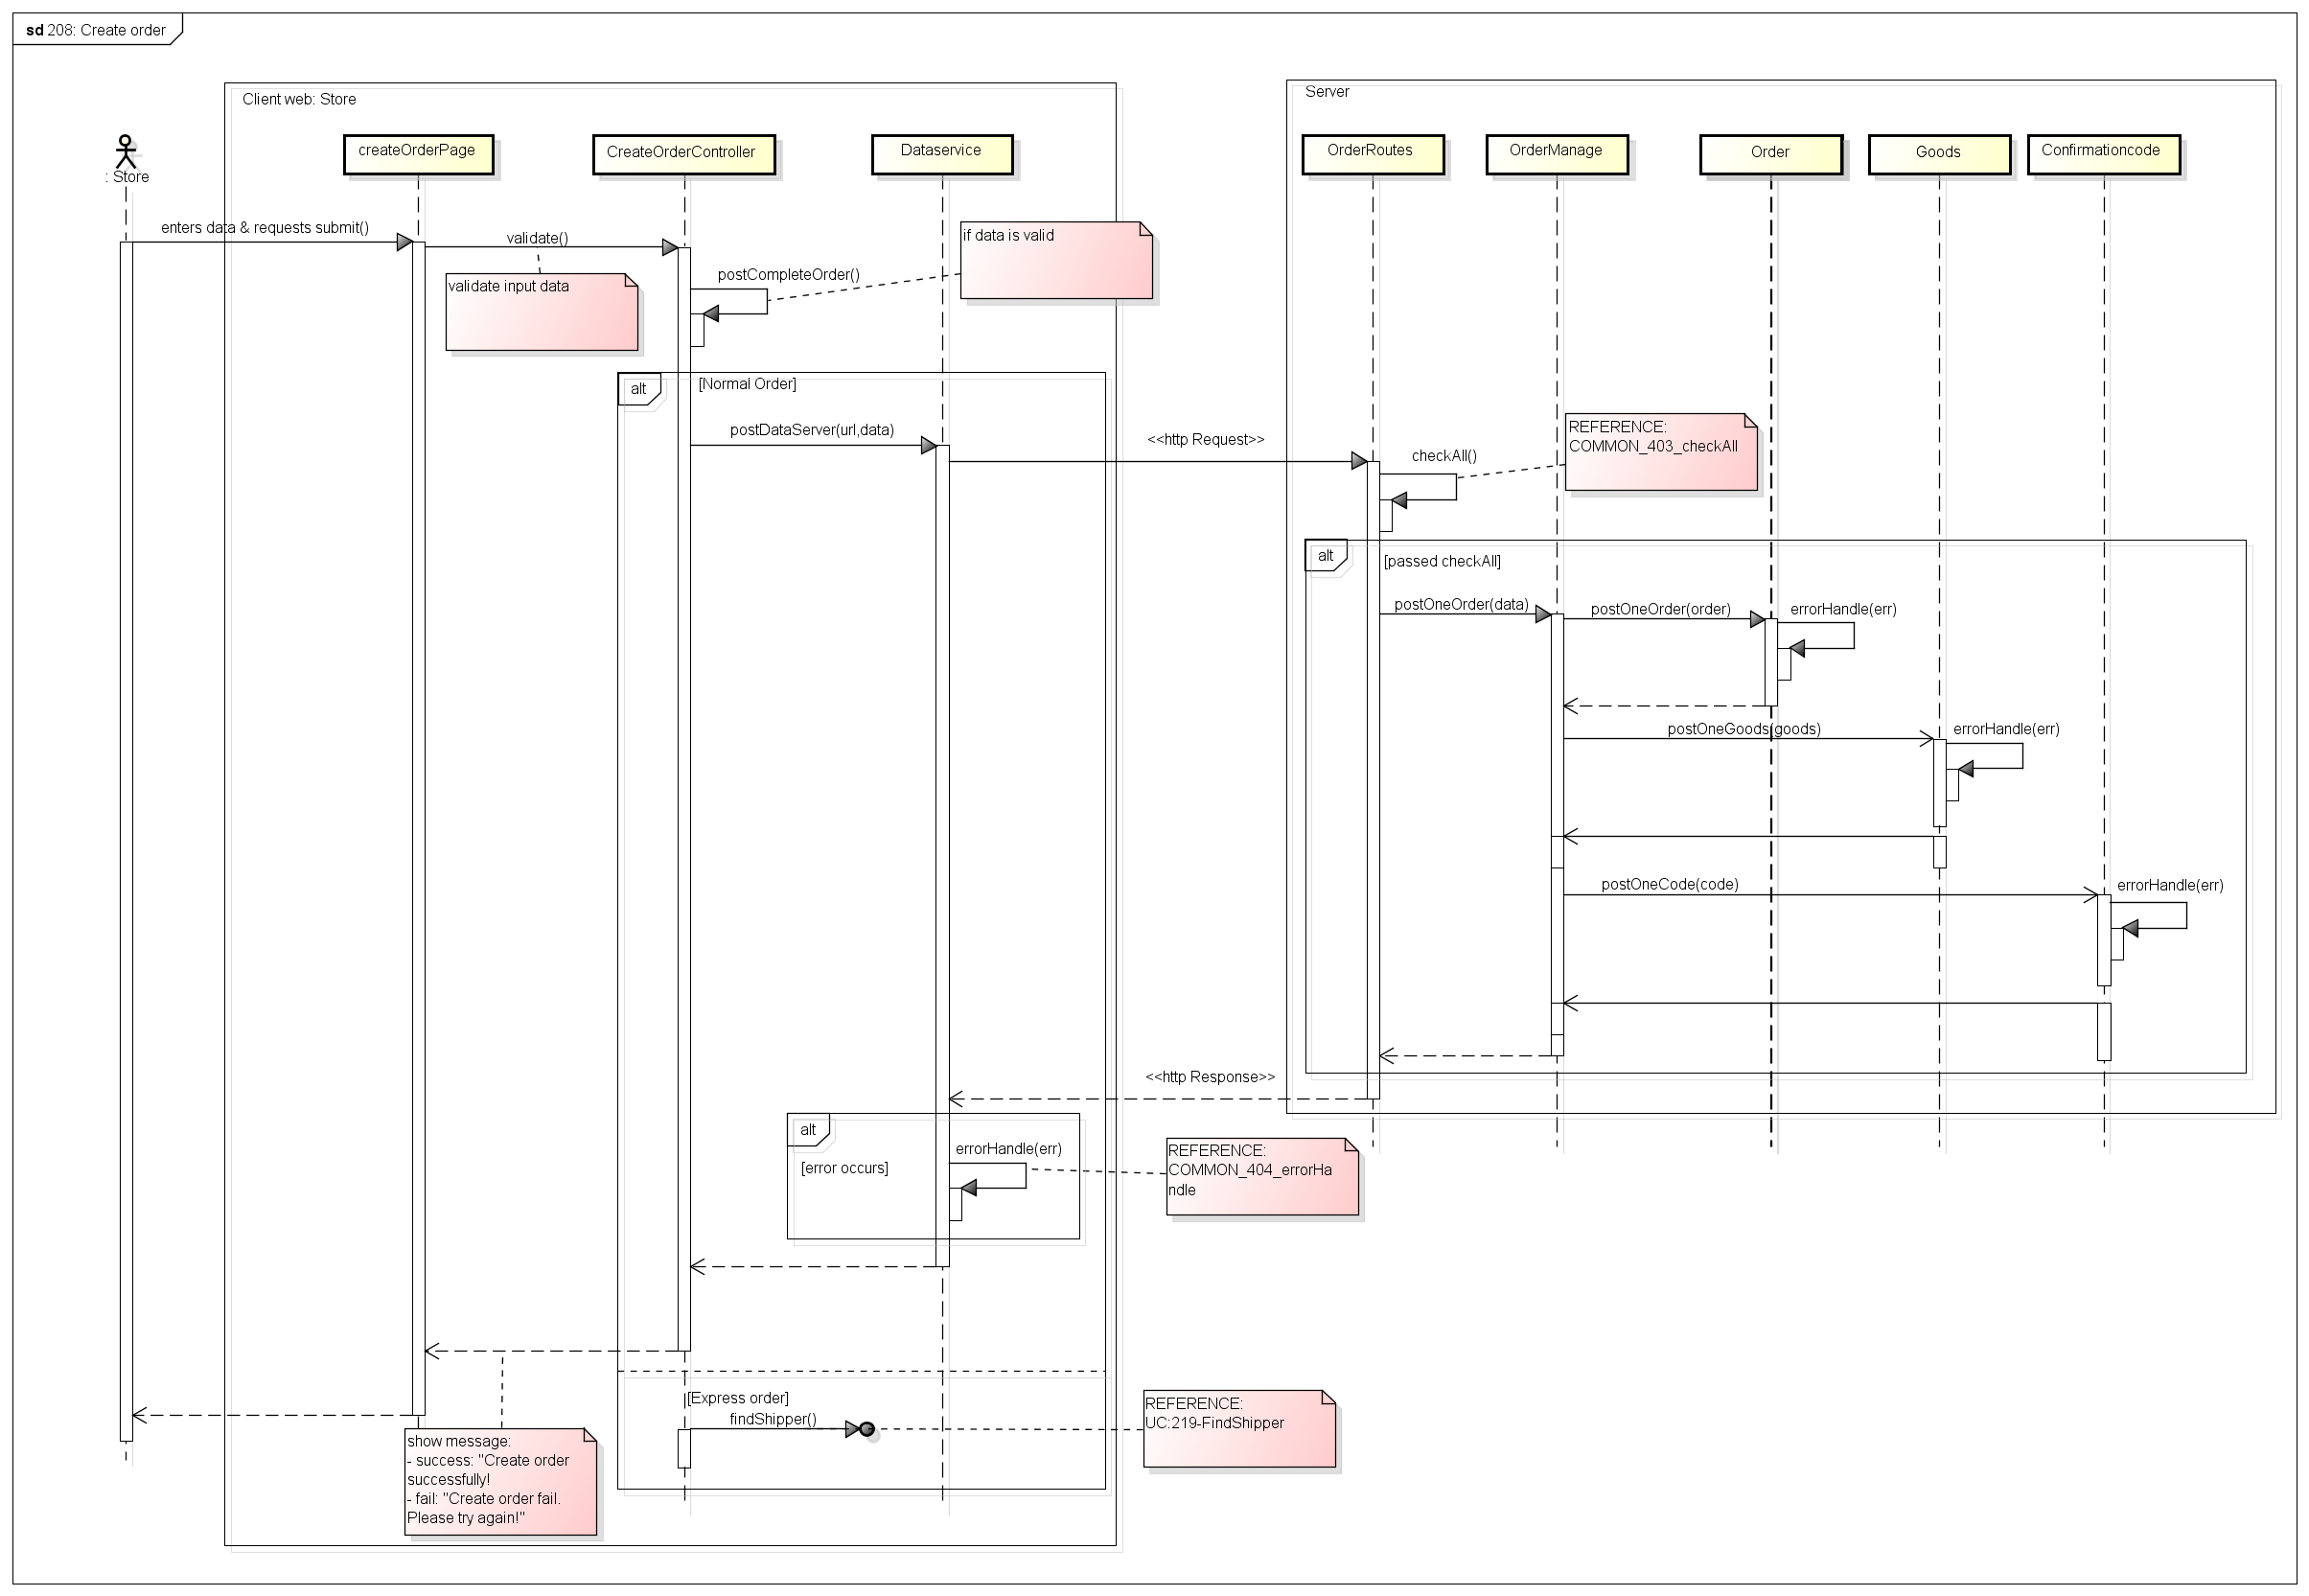 sd 208: Create order
Client web: Store
Server
createOrderPage
CreateOrderController
Dataservice
OrderRoutes
OrderManage
Order
Goods
Confirmationcode
: Store
enters data & requests submit()
validate()
if data is valid
postCompleteOrder()
validate input data
alt
[Normal Order]
postDataServer(url,data)
<<http Request>>
checkAll()
REFERENCE:
COMMON_403_checkAll
alt
[passed checkAll]
postOneOrder(data)
postOneOrder(order)
errorHandle(err)
postOneGoods(goods)
errorHandle(err)
postOneCode(code)
errorHandle(err)
<<http Response>>
alt
[error occurs]
errorHandle(err)
REFERENCE:
COMMON_404_errorHa
ndle
[Express order]
findShipper()
REFERENCE:
UC:219-FindShipper
show message:
- success: "Create order
successfully!
- fail: "Create order fail.
Please try again!"